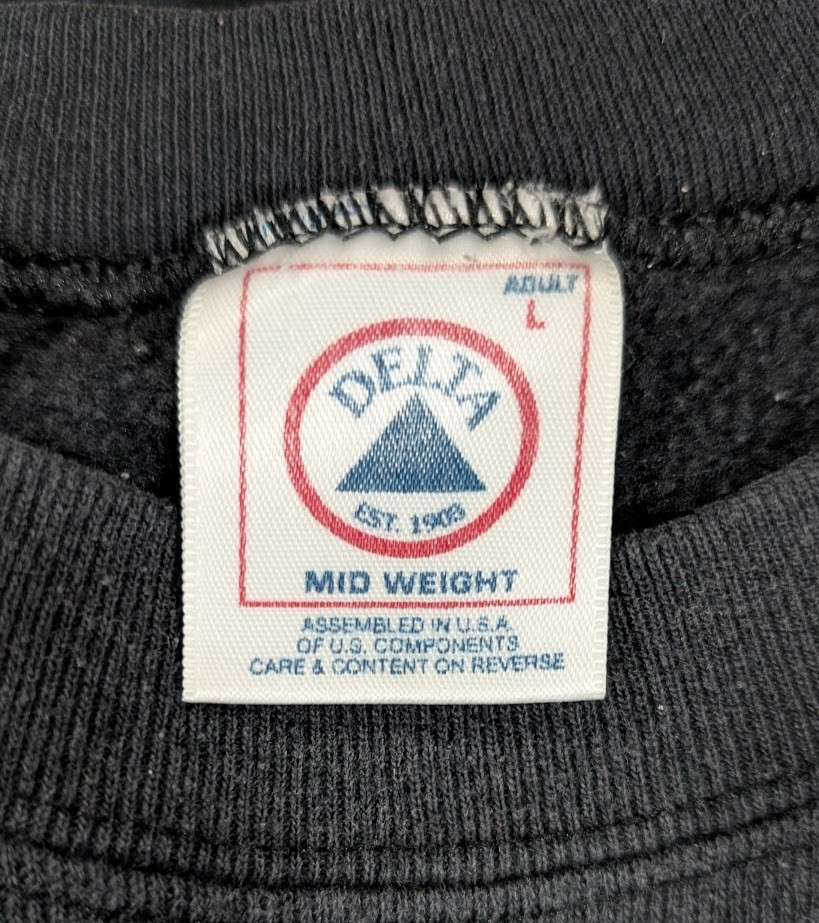 ADULT
L
DELTA
EST. 1903
MID WEIGHT
ASSEMBLED IN U.S.A.
OF U.S. COMPONENTS
CARE & CONTENT ON REVERSE